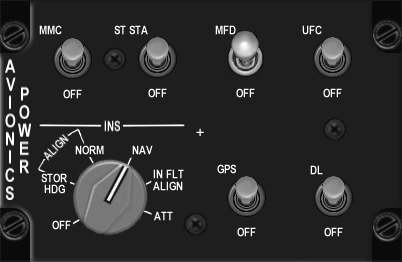 AVIONICS
POWER
MMC
ST STA
MFD
UFC
OFF
OFF
OFF
OFF
INS
ALIGN
NORM
NAV
STOR
HDG
IN FLT
ALIGN
OFF
ATT
GPS
DL
OFF
OFF